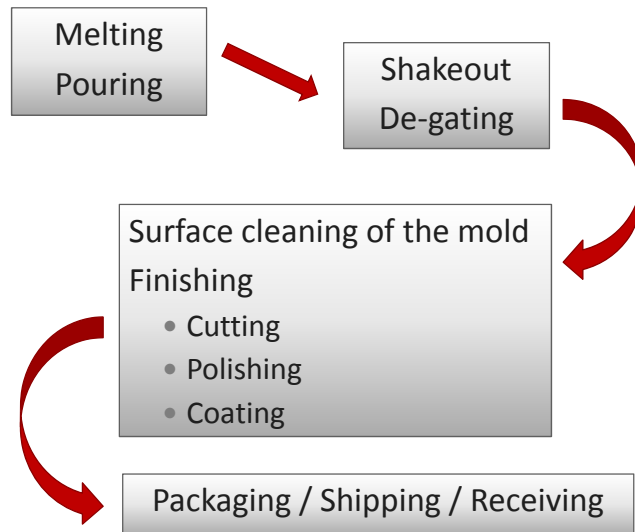 Melting
Pouring
Shakeout
De-gating
Surface cleaning of the mold
Finishing
• Cutting
• Polishing
• Coating
Packaging / Shipping / Receiving